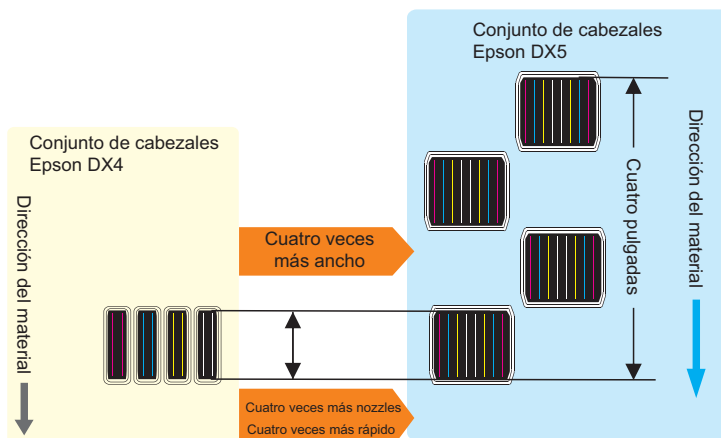 Conjunto de cabezales
Epson DX4
Dirección del material
Cuatro veces
más ancho
Cuatro veces más nozzles
Cuatro veces más rápido
Conjunto de cabezales
Epson DX5
Cuatro pulgadas
Dirección del material